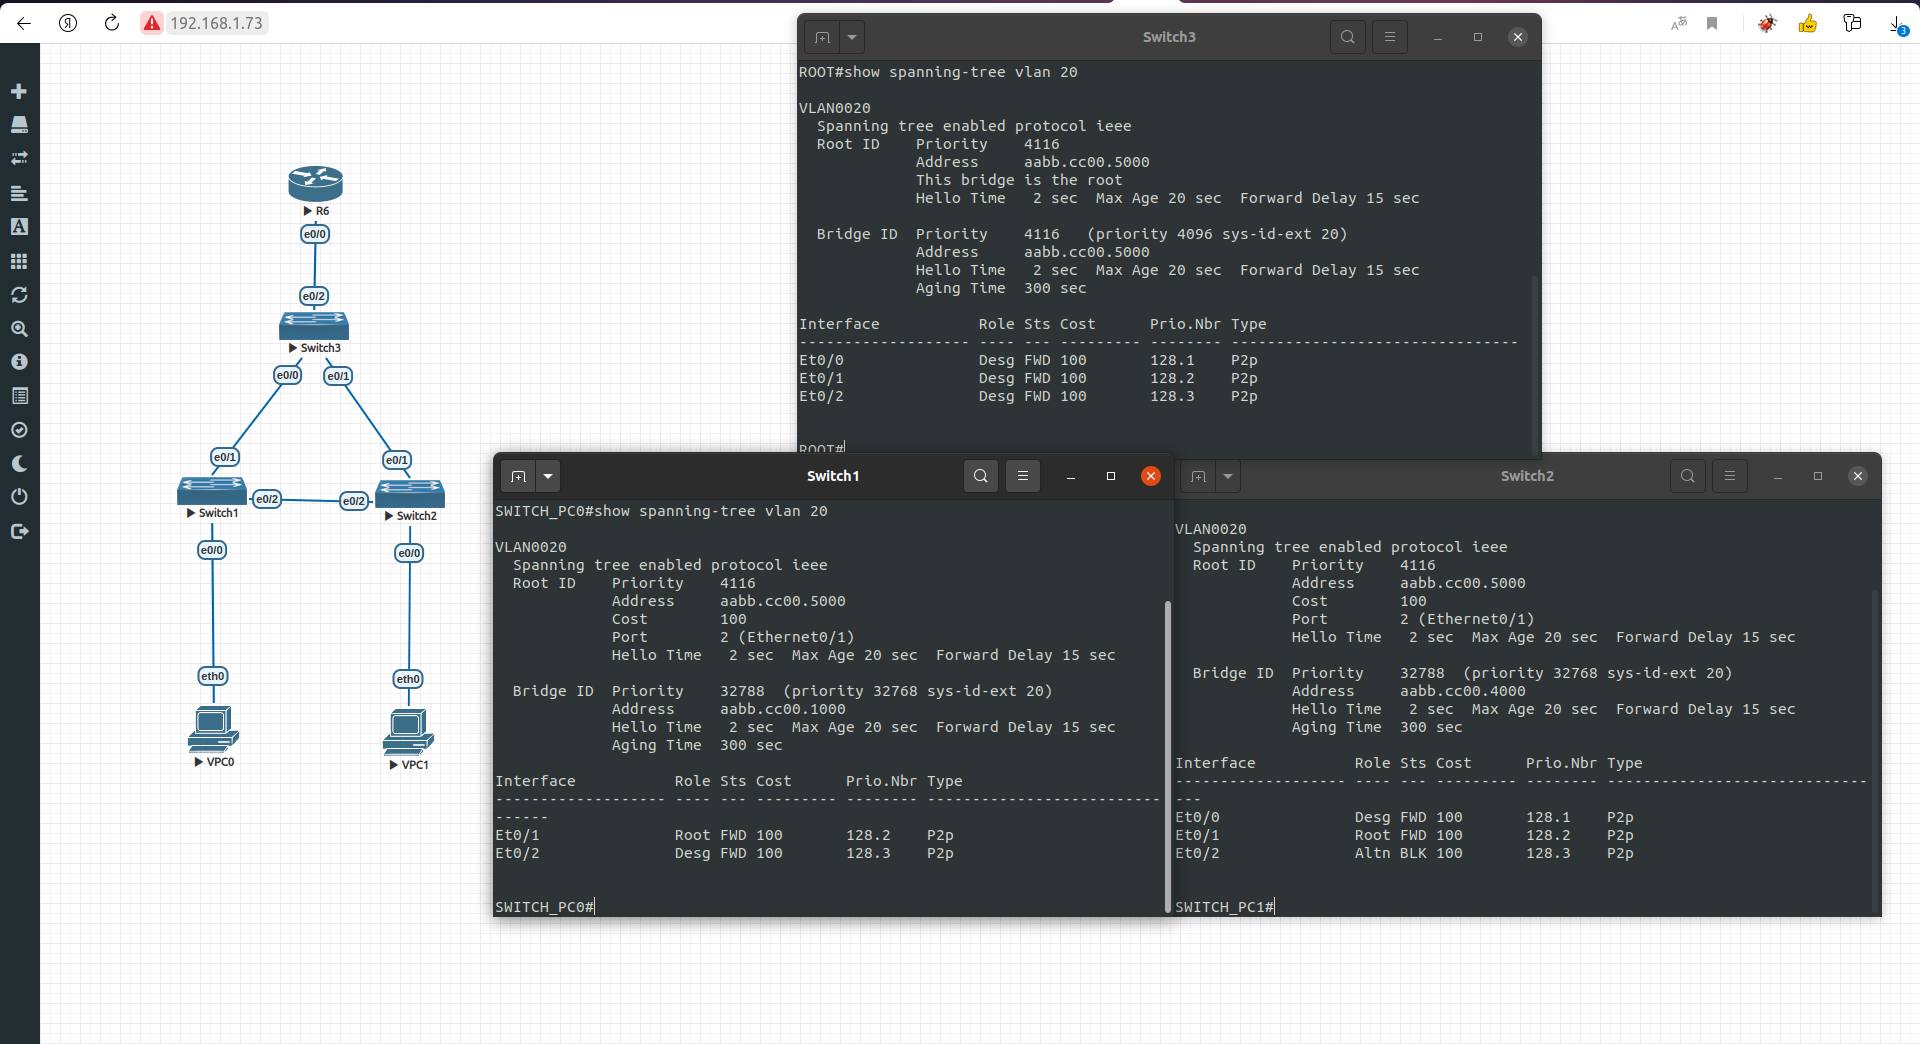 192.168.1.73
3
R6
e0/0
e0/2
Switch3
e0/0
e0/1
e0/1
e0/1
e0/2
e0/2
Switch1
Switch2
e0/0
e0/0
eth0
eth0
VPC0
VPC1
Switch3
ROOT#show spanning-tree vlan 20
VLAN0020
Spanning tree enabled protocol ieee
Root ID Priority 4116
Address aabb.cc00.5000
This bridge is the root
Hello Time 2 sec Max Age 20 sec Forward Delay 15 sec
Bridge ID Priority 4116 (priority 4096 sys-id-ext 20)
Address aabb.cc00.5000
Hello Time 2 sec Max Age 20 sec Forward Delay 15 sec
Aging Time 300 sec
Interface Role Sts Cost Prio.Nbr Type
------------------- ---- --- --------- -------- --------------------------------
Et0/0 Desg FWD 100 128.1 P2p
Et0/1 Desg FWD 100 128.2 P2p
Et0/2 Desg FWD 100 128.3 P2p
ROOT#
Switch1
SWITCH_PC0#show spanning-tree vlan 20
VLAN0020
Spanning tree enabled protocol ieee
Root ID Priority 4116
Address aabb.cc00.5000
Cost 100
Port 2 (Ethernet0/1)
Hello Time 2 sec Max Age 20 sec Forward Delay 15 sec
Bridge ID Priority 32788 (priority 32768 sys-id-ext 20)
Address aabb.cc00.1000
Hello Time 2 sec Max Age 20 sec Forward Delay 15 sec
Aging Time 300 sec
Interface Role Sts Cost Prio.Nbr Type
------------------- ---- --- --------- -------- --------------------------
------
Et0/1 Root FWD 100 128.2 P2p
Et0/2 Desg FWD 100 128.3 P2p
SWITCH_PC0#
Switch2
VLAN0020
Spanning tree enabled protocol ieee
Root ID Priority 4116
Address aabb.cc00.5000
Cost 100
Port 2 (Ethernet0/1)
Hello Time 2 sec Max Age 20 sec Forward Delay 15 sec
Bridge ID Priority 32788 (priority 32768 sys-id-ext 20)
Address aabb.cc00.4000
Hello Time 2 sec Max Age 20 sec Forward Delay 15 sec
Aging Time 300 sec
Interface Role Sts Cost Prio.Nbr Type
------------------- ---- --- --------- -------- -----------------------------
---
Et0/0 Desg FWD 100 128.1 P2p
Et0/1 Root FWD 100 128.2 P2p
Et0/2 Altn BLK 100 128.3 P2p
SWITCH_PC1#